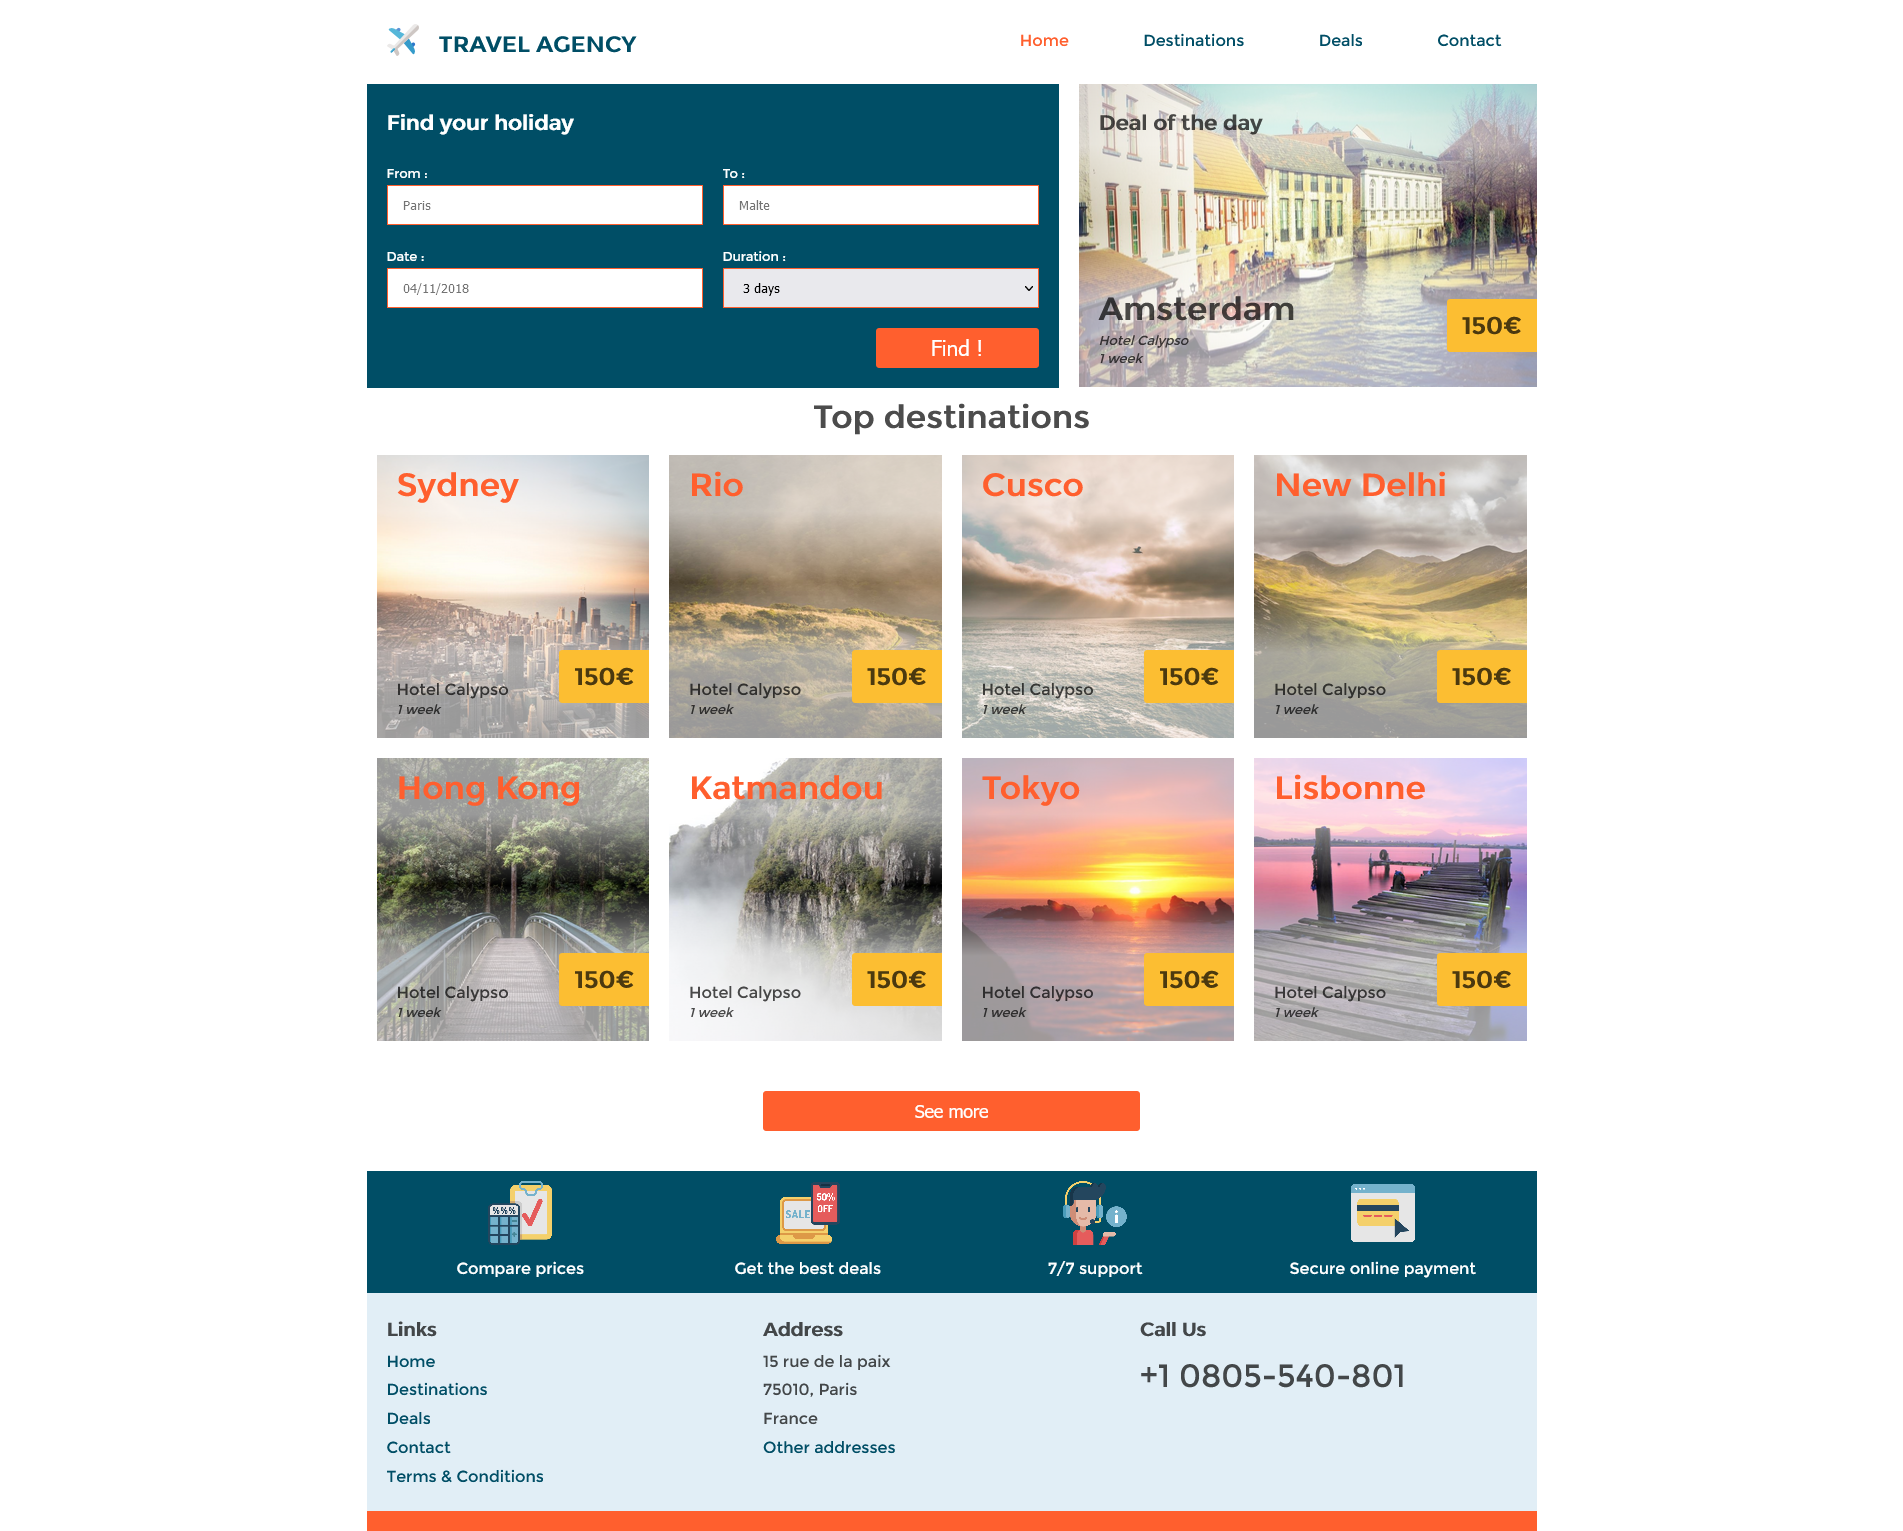 TRAVEL AGENCY
Home
Destinations
Deals
Contact
Find your holiday
From :
To :
Paris
Malte
Date :
Duration :
04/11/2018
3 days
Find !
Deal of the day
Amsterdam
Hotel Calypso
1 week
150€
Top destinations
Sydney
Hotel Calypso
1 week
150€
Rio
Hotel Calypso
1 week
150€
Cusco
Hotel Calypso
1 week
150€
New Delhi
Hotel Calypso
1 week
150€
Hong Kong
Hotel Calypso
1 week
150€
Katmandou
Hotel Calypso
1 week
150€
Tokyo
Hotel Calypso
1 week
150€
Lisbonne
Hotel Calypso
1 week
150€
See more
%%%
Compare prices
SALE
50%
OFF
Get the best deals
i
7/7 support
Secure online payment
Links
Home
Destinations
Deals
Contact
Terms & Conditions
Address
15 rue de la paix
75010, Paris
France
Other addresses
Call Us
+1 0805-540-801